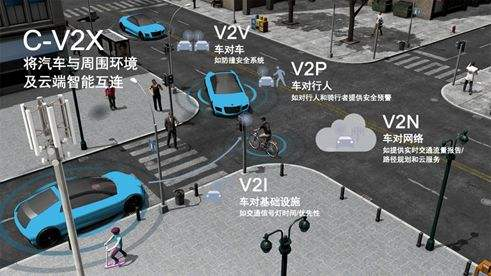 C-V2X
将汽车与周围环境
及云端智能互连
V2V
车对车
如防撞安全系统
V2P
车对行人
如对行人和骑行者提供安全预警
V2N
车对网络
如提供实时交通流量报告/
路径规划和云服务
V2I
车对基础设施
如交通信号灯时间/优先性